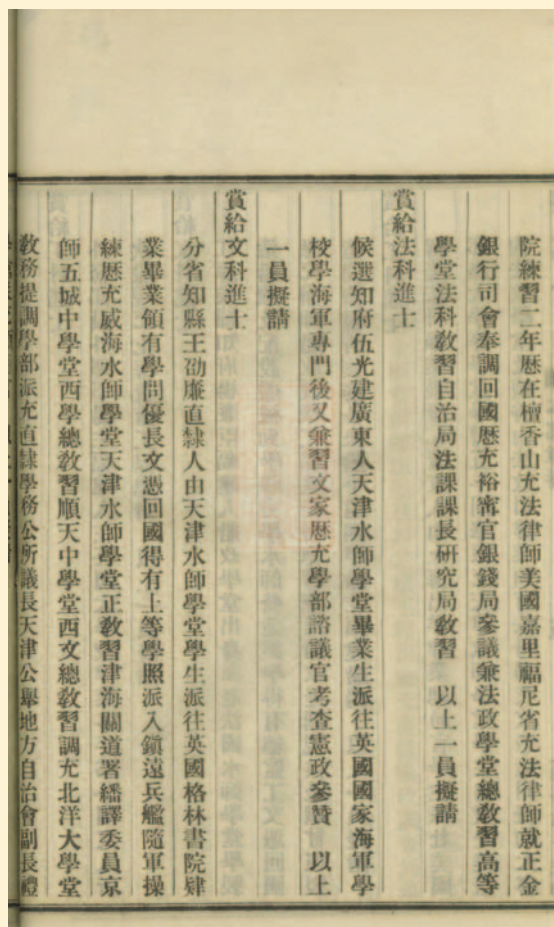 院練習二年歷在檀香山充法律師美國嘉里福尼省充法律師就正金
銀行司會奉調回國歷充裕甯官銀錢局參議兼法政學堂總敎習高等
學堂法科敎習自治局法課課長研究局敎習　以上二員擬請
賞給法科進士
候選知府伍光建廣東人天津水師學堂畢業生派往英國國家海軍學
校學海軍專門後又兼習文家歷充學部諮議官考查憲政參贊　以上
一員擬請
賞給文科進士
分省知縣王劭廉直隸人由天津水師學堂學生派往英國格林書院肄
業畢業領有學問優長文憑回國得有上等學照派入鎮遠兵艦隨軍操
練歷充威海水師學堂天津水師學堂正敎習津海關道署繙譯委員京
師五城中學堂西學總敎習順天中學堂西文總敎習調充北洋大學堂
敎務提調學部派充直隸學務公所議長天津公舉地方自治會副長禮